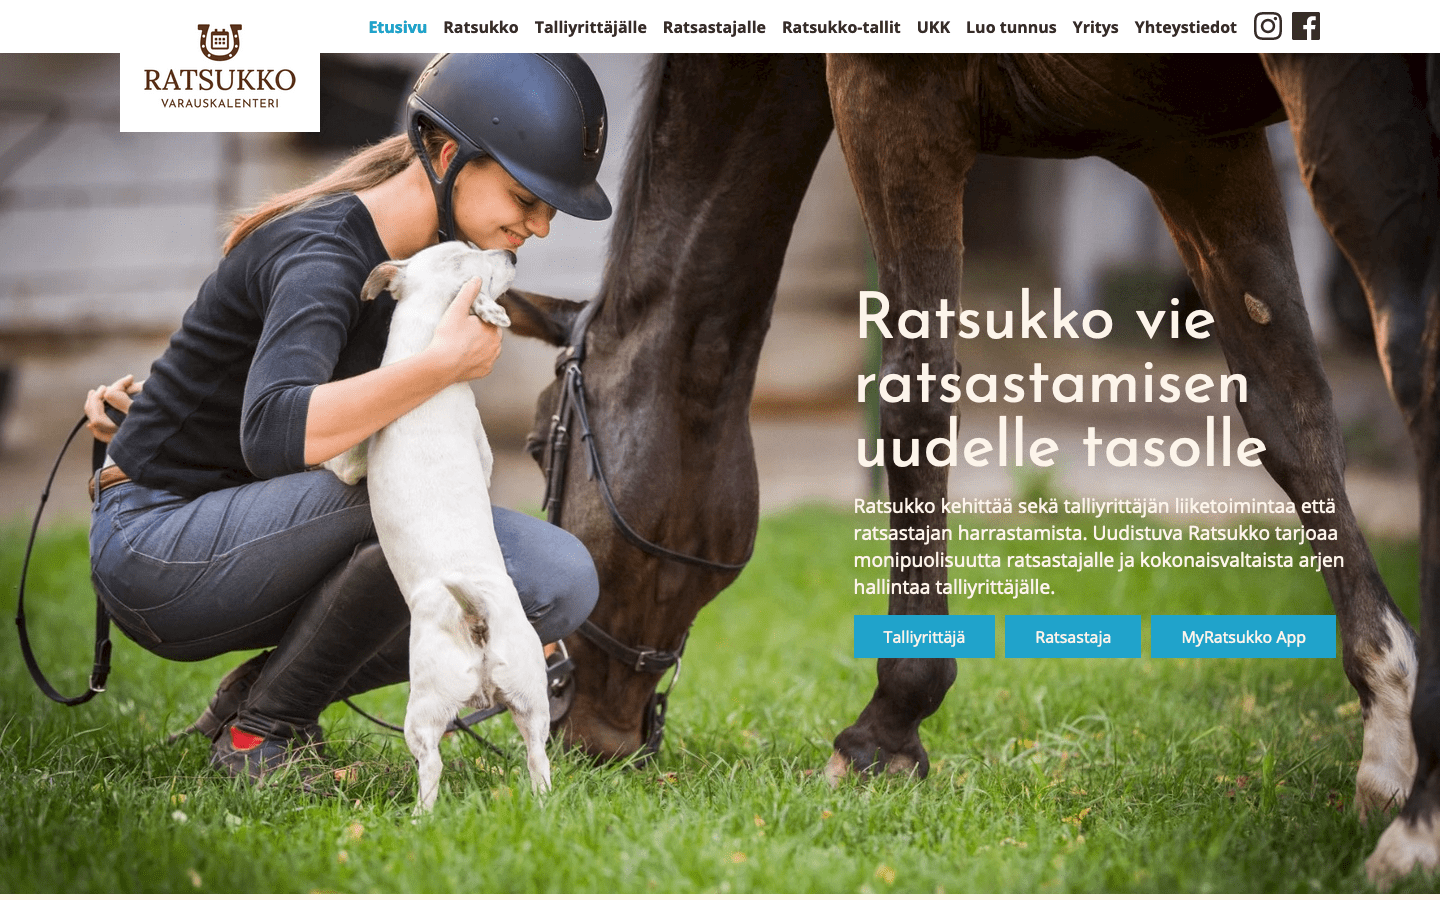 RATSUKKO
VARAUSKALENTERI
Etusivu Ratsukko Talliyrittäjälle Ratsastajalle Ratsukko-tallit UKK Luo tunnus Yritys Yhteystiedot
Ratsukko vie
ratsastamisen
uudelle tasolle
Ratsukko kehittää sekä talliyrittäjän liiketoimintaa että
ratsastajan harrastamista. Uudistuva Ratsukko tarjoaa
monipuolisuutta ratsastajalle ja kokonaisvaltaista arjen
hallintaa talliyrittäjälle.
Talliyrittäjä Ratsastaja MyRatsukko App